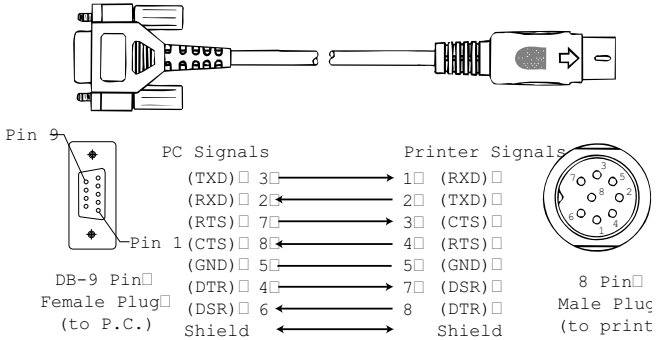 Pin 9
PC Signals Printer Signals
(TXD) 3 1 (RXD)
(RXD) 2 2 (TXD)
(RTS) 7 3 (CTS)
Pin 1 (CTS) 8 4 (RTS)
(GND) 5 5 (GND)
(DTR) 4 7 (DSR)
(DSR) 6 8 (DTR)
Shield Shield
DB-9 Pin
Female Plug
(to P.C.)
3
7 5
8 2
6 4
1
8 Pin
Male Plug
(to print